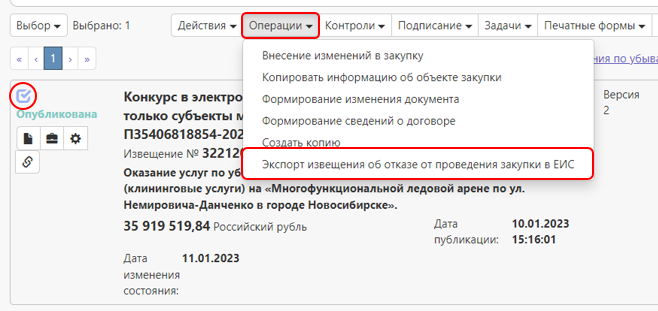 Выбор Выбрано: 1 Действия Операции Контроли Подписание Задачи Печатные формы
« ‹ 1 › »
Внесение изменений в закупку
Копировать информацию об объекте закупки
Формирование изменения документа
Формирование сведений о договоре
Создать копию
Экспорт извещения об отказе от проведения закупки в ЕИС
Опубликована
Конкурс в электро
только субъекты м
П35406818854-202
Извещение № 322120
Оказание услуг по уб
(клининговые услуги) на «Многофункциональной ледовой арене по ул.
Немировича-Данченко в городе Новосибирске».
35 919 519,84 Российский рубль
Дата
изменения
состояния:
11.01.2023
Дата
публикации:
10.01.2023
15:16:01
Версия
2